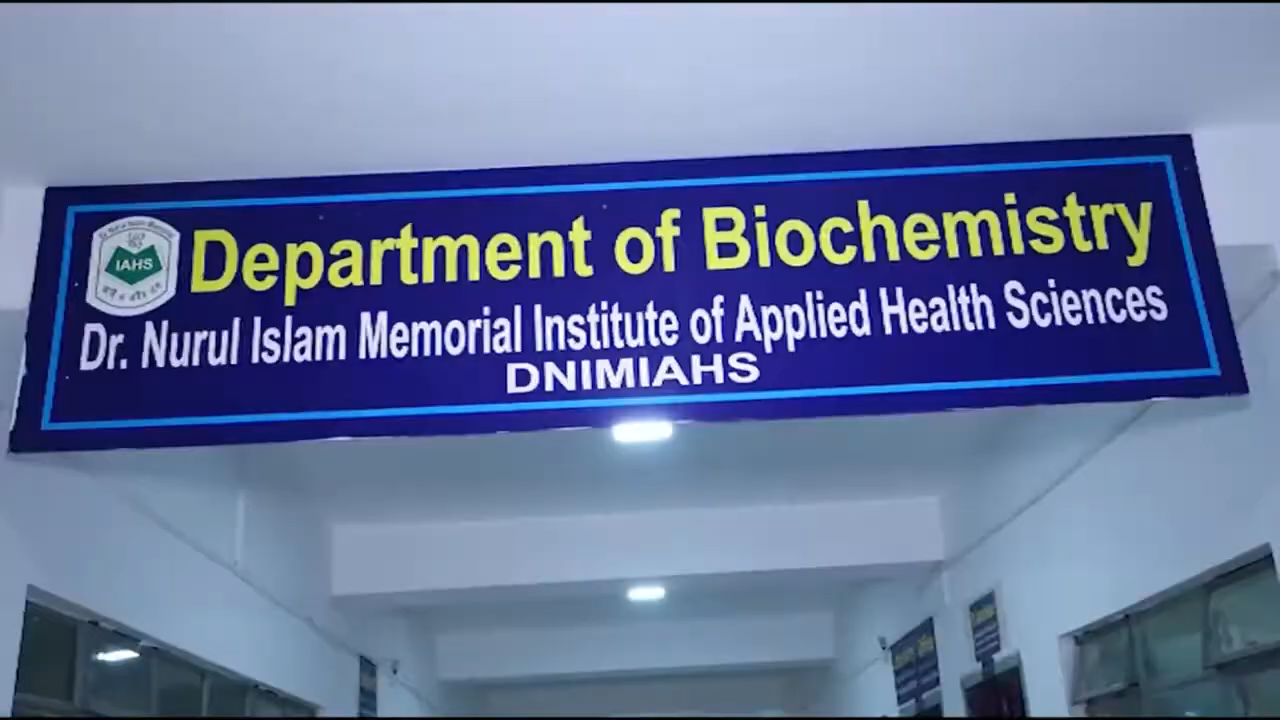 Department of Biochemistry
IAHS
Dr. Nurul Islam Memorial Institute of Applied Health Sciences
DNIMIAHS